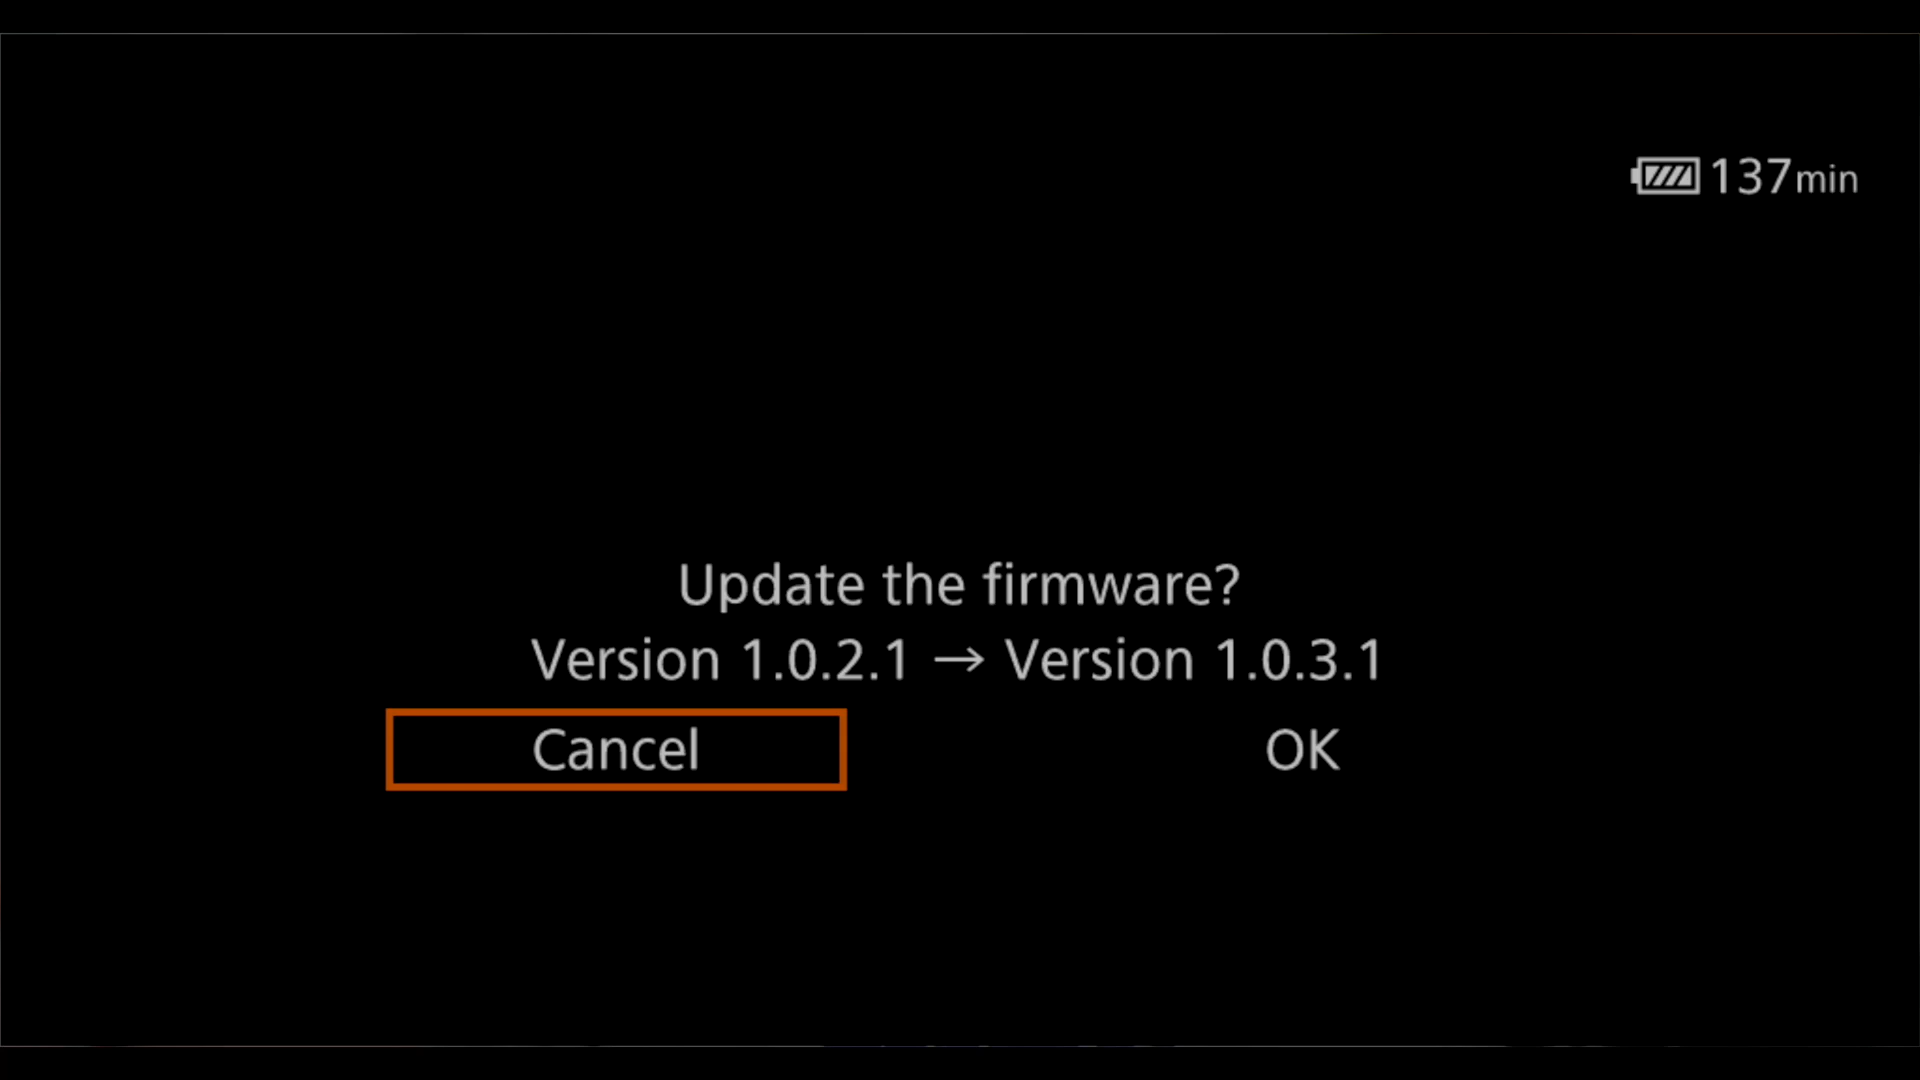 137min
Update the firmware?
Version 1.0.2.1 → Version 1.0.3.1
Cancel
OK